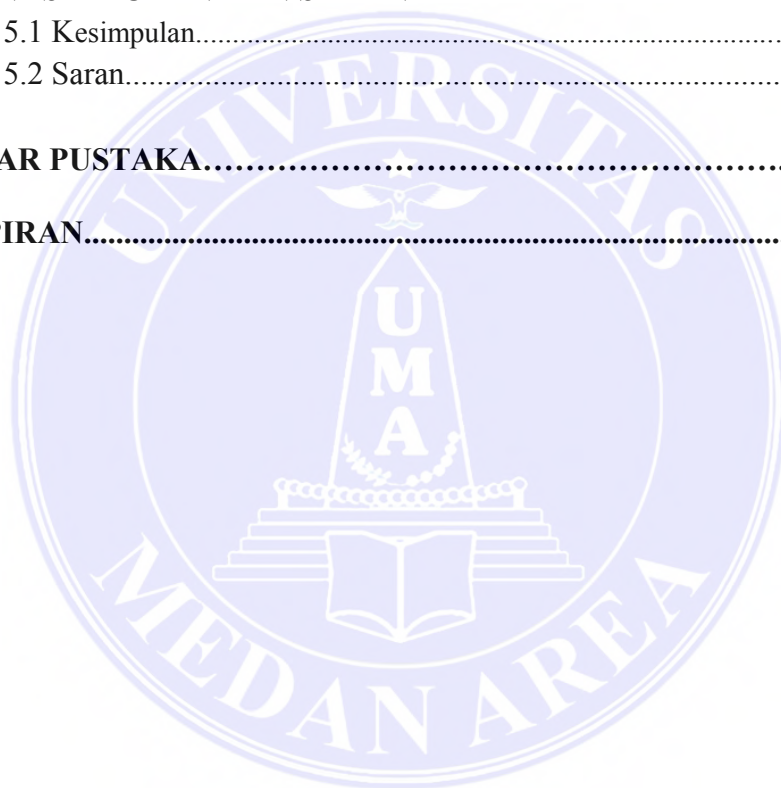 5.1 Kesimpulan..........................................................................................
5.2 Saran....................................................................................................
AR PUSTAKA……………………………………………………
PIRAN..............................................................................................
UNIVERSITAS
U
M
A
MEDAN AREA